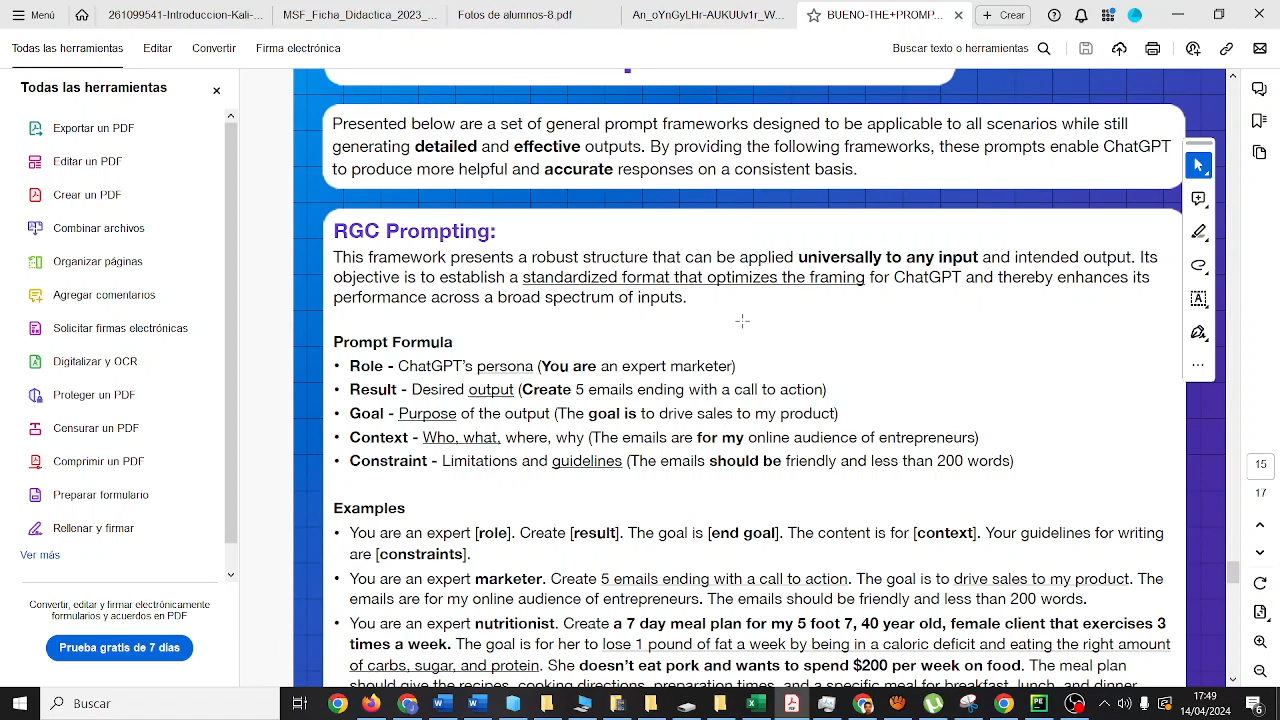 Menú
261099541-Introduccion-Kali-...
MSF_Ficha_Didactica_2023_...
Fotos de alumnos-8.pdf
An_oYnGyLHr-AUKUUv1r_W...
BUENO-THE+PROMP...
Crear
Todas las herramientas
Editar
Convertir
Firma electrónica
Buscar texto o herramientas
Todas las herramientas
Exportar un PDF
Editar un PDF
Crear un PDF
Combinar archivos
Organizar páginas
Agregar comentarios
Solicitar firmas electrónicas
Digitalizar y OCR
Proteger un PDF
Censurar un PDF
Comprimir un PDF
Preparar formulario
Rellenar y firmar
Ver más
Convertir, editar y firmar electrónicamente
formularios y acuerdos en PDF
Prueba gratis de 7 días
Presented below are a set of general prompt frameworks designed to be applicable to all scenarios while still
generating detailed and effective outputs. By providing the following frameworks, these prompts enable ChatGPT
to produce more helpful and accurate responses on a consistent basis.
RGC Prompting:
This framework presents a robust structure that can be applied universally to any input and intended output. Its
objective is to establish a standardized format that optimizes the framing for ChatGPT and thereby enhances its
performance across a broad spectrum of inputs.
Prompt Formula
• Role - ChatGPT's persona (You are an expert marketer)
• Result - Desired output (Create 5 emails ending with a call to action)
• Goal - Purpose of the output (The goal is to drive sales to my product)
• Context - Who, what, where, why (The emails are for my online audience of entrepreneurs)
• Constraint - Limitations and guidelines (The emails should be friendly and less than 200 words)
Examples
• You are an expert [role]. Create [result]. The goal is [end goal]. The content is for [context]. Your guidelines for writing
are [constraints].
• You are an expert marketer. Create 5 emails ending with a call to action. The goal is to drive sales to my product. The
emails are for my online audience of entrepreneurs. The emails should be friendly and less than 200 words.
• You are an expert nutritionist. Create a 7 day meal plan for my 5 foot 7, 40 year old, female client that exercises 3
times a week. The goal is for her to lose 1 pound of fat a week by being in a caloric deficit and eating the right amount
of carbs, sugar, and protein. She doesn't eat pork and wants to spend $200 per week on food. The meal plan
should give the recipes, cooking directions, preparation times, and a specific meal for breakfast, lunch, and dinner
15
17
Buscar
17:49
14/04/2024
6